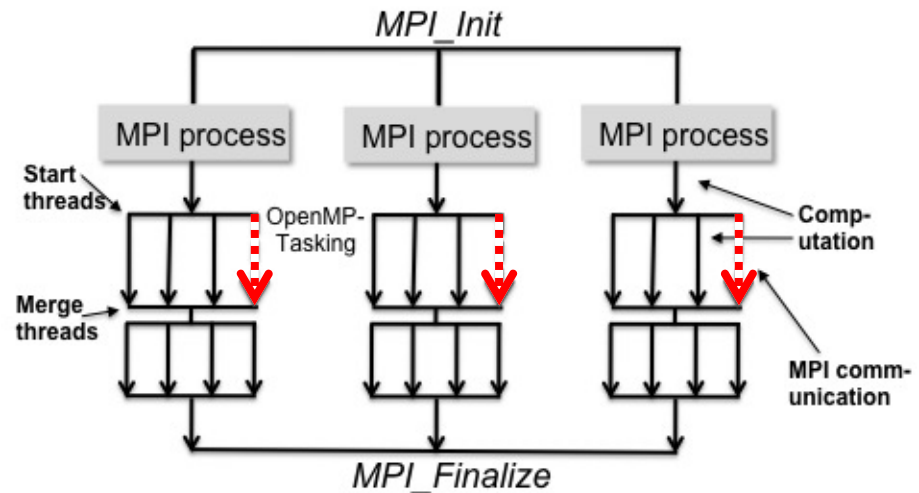 MPI_Init
MPI process
MPI process
MPI process
Start
threads
OpenMP-
Tasking
Comp-
utation
Merge
threads
MPI comm-
unication
MPI_Finalize